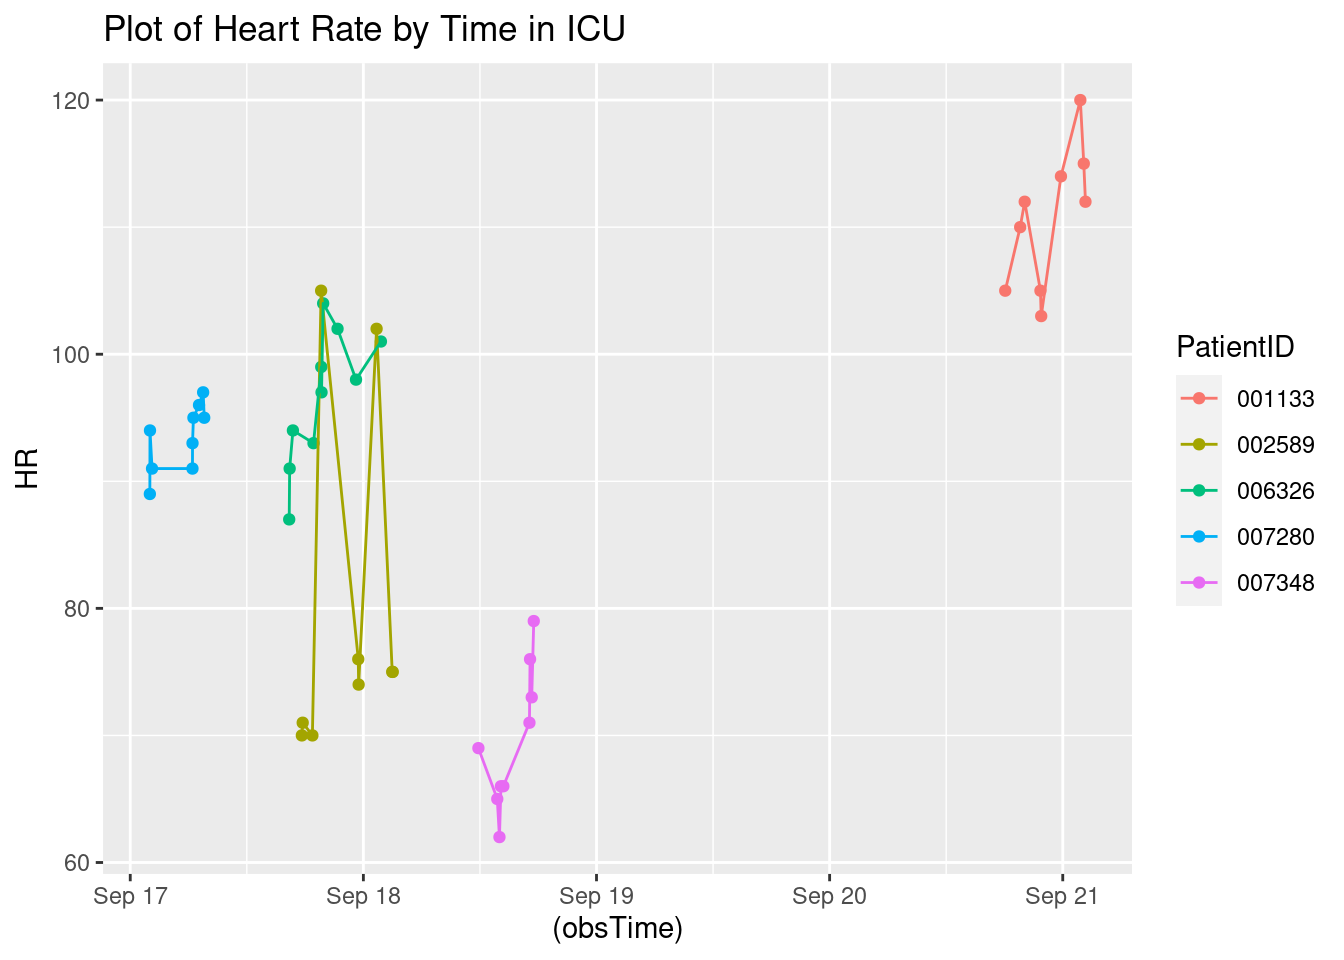 Plot of Heart Rate by Time in ICU
120
100
80
60
HR
Sep 17 Sep 18 Sep 19 Sep 20 Sep 21
(obsTime)
PatientID
001133
002589
006326
007280
007348